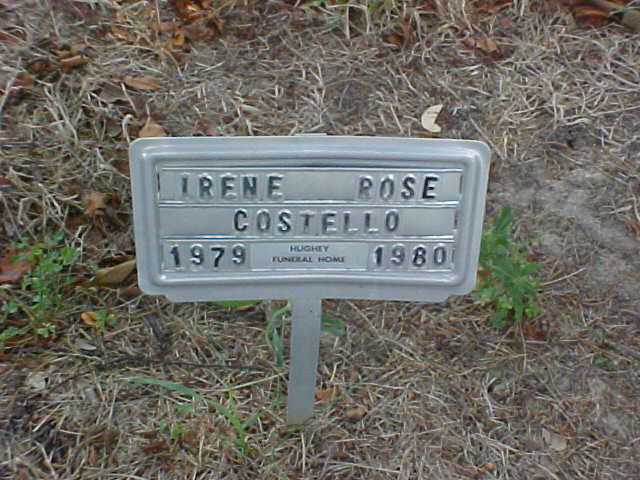 IRENE ROSE
COSTELLO
1979 HUGHEY FUNERAL HOME 1980